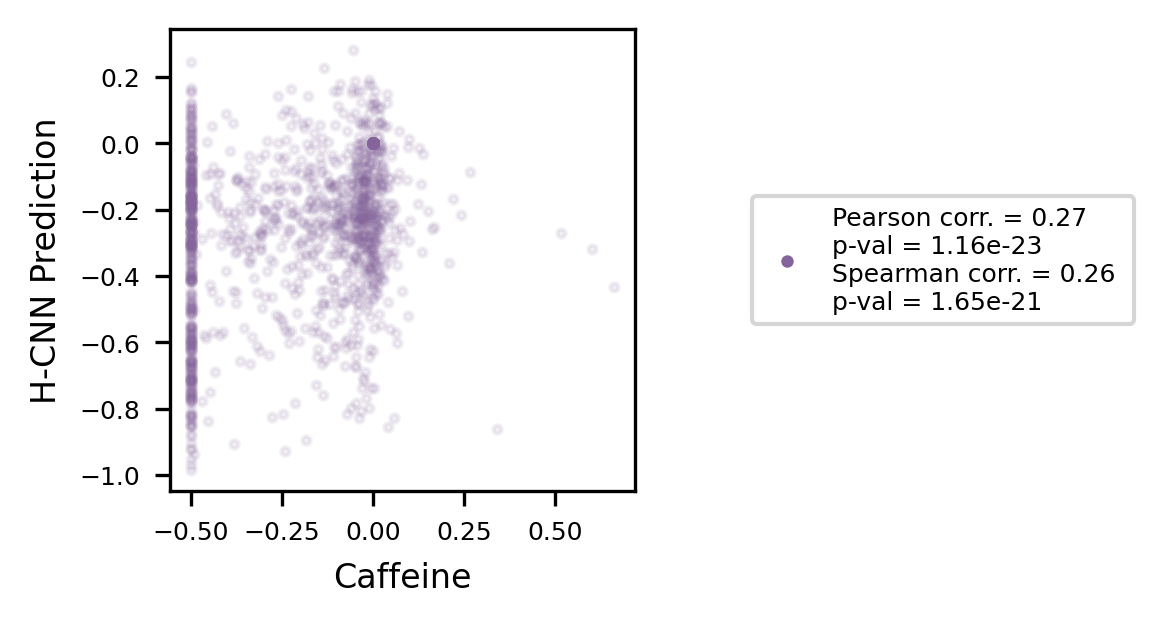 0.2
0.0
−0.2
−0.4
−0.6
−0.8
−1.0
H-CNN Prediction
−0.50
−0.25
0.00
0.25
0.50
Caffeine
Pearson corr. = 0.27
p-val = 1.16e-23
Spearman corr. = 0.26
p-val = 1.65e-21